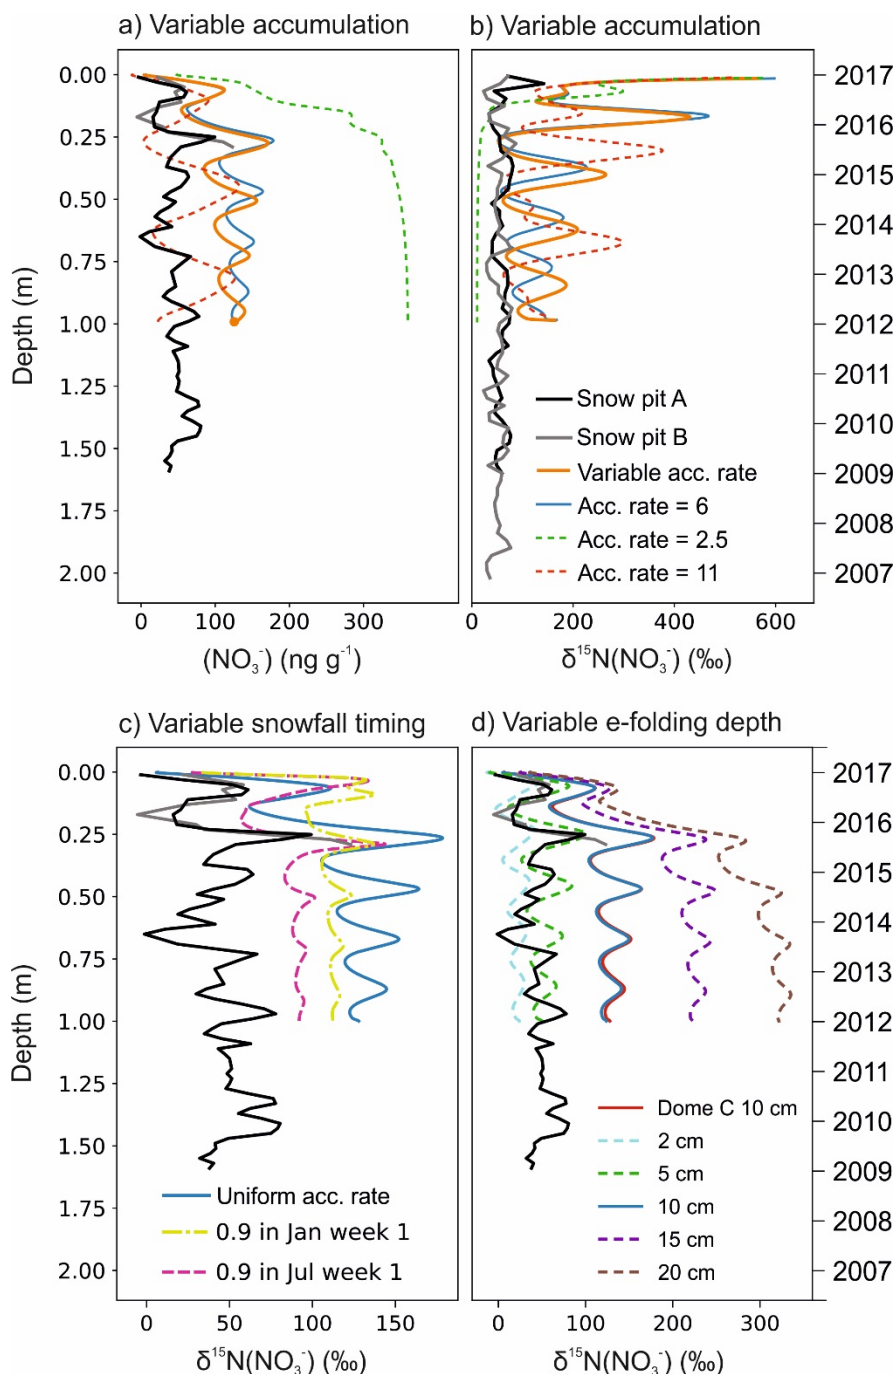 a) Variable accumulation
b) Variable accumulation
0.00
0.25
0.50
0.75
1.00
1.25
1.50
1.75
2.00
Depth (m)
0 100 200 300
(NO₃⁻) (ng g⁻¹)
2017
2016
2015
2014
2013
2012
2011
2010
2009
2008
2007
Snow pit A
Snow pit B
Variable acc. rate
Acc. rate = 6
Acc. rate = 2.5
Acc. rate = 11
0 200 400 600
δ¹⁵N(NO₃⁻) (‰)
c) Variable snowfall timing
d) Variable e-folding depth
0.00
0.25
0.50
0.75
1.00
1.25
1.50
1.75
2.00
Depth (m)
Uniform acc. rate
0.9 in Jan week 1
0.9 in Jul week 1
0 50 100 150
δ¹⁵N(NO₃⁻) (‰)
2017
2016
2015
2014
2013
2012
2011
2010
2009
2008
2007
Dome C 10 cm
2 cm
5 cm
10 cm
15 cm
20 cm
0 100 200 300
δ¹⁵N(NO₃⁻) (‰)